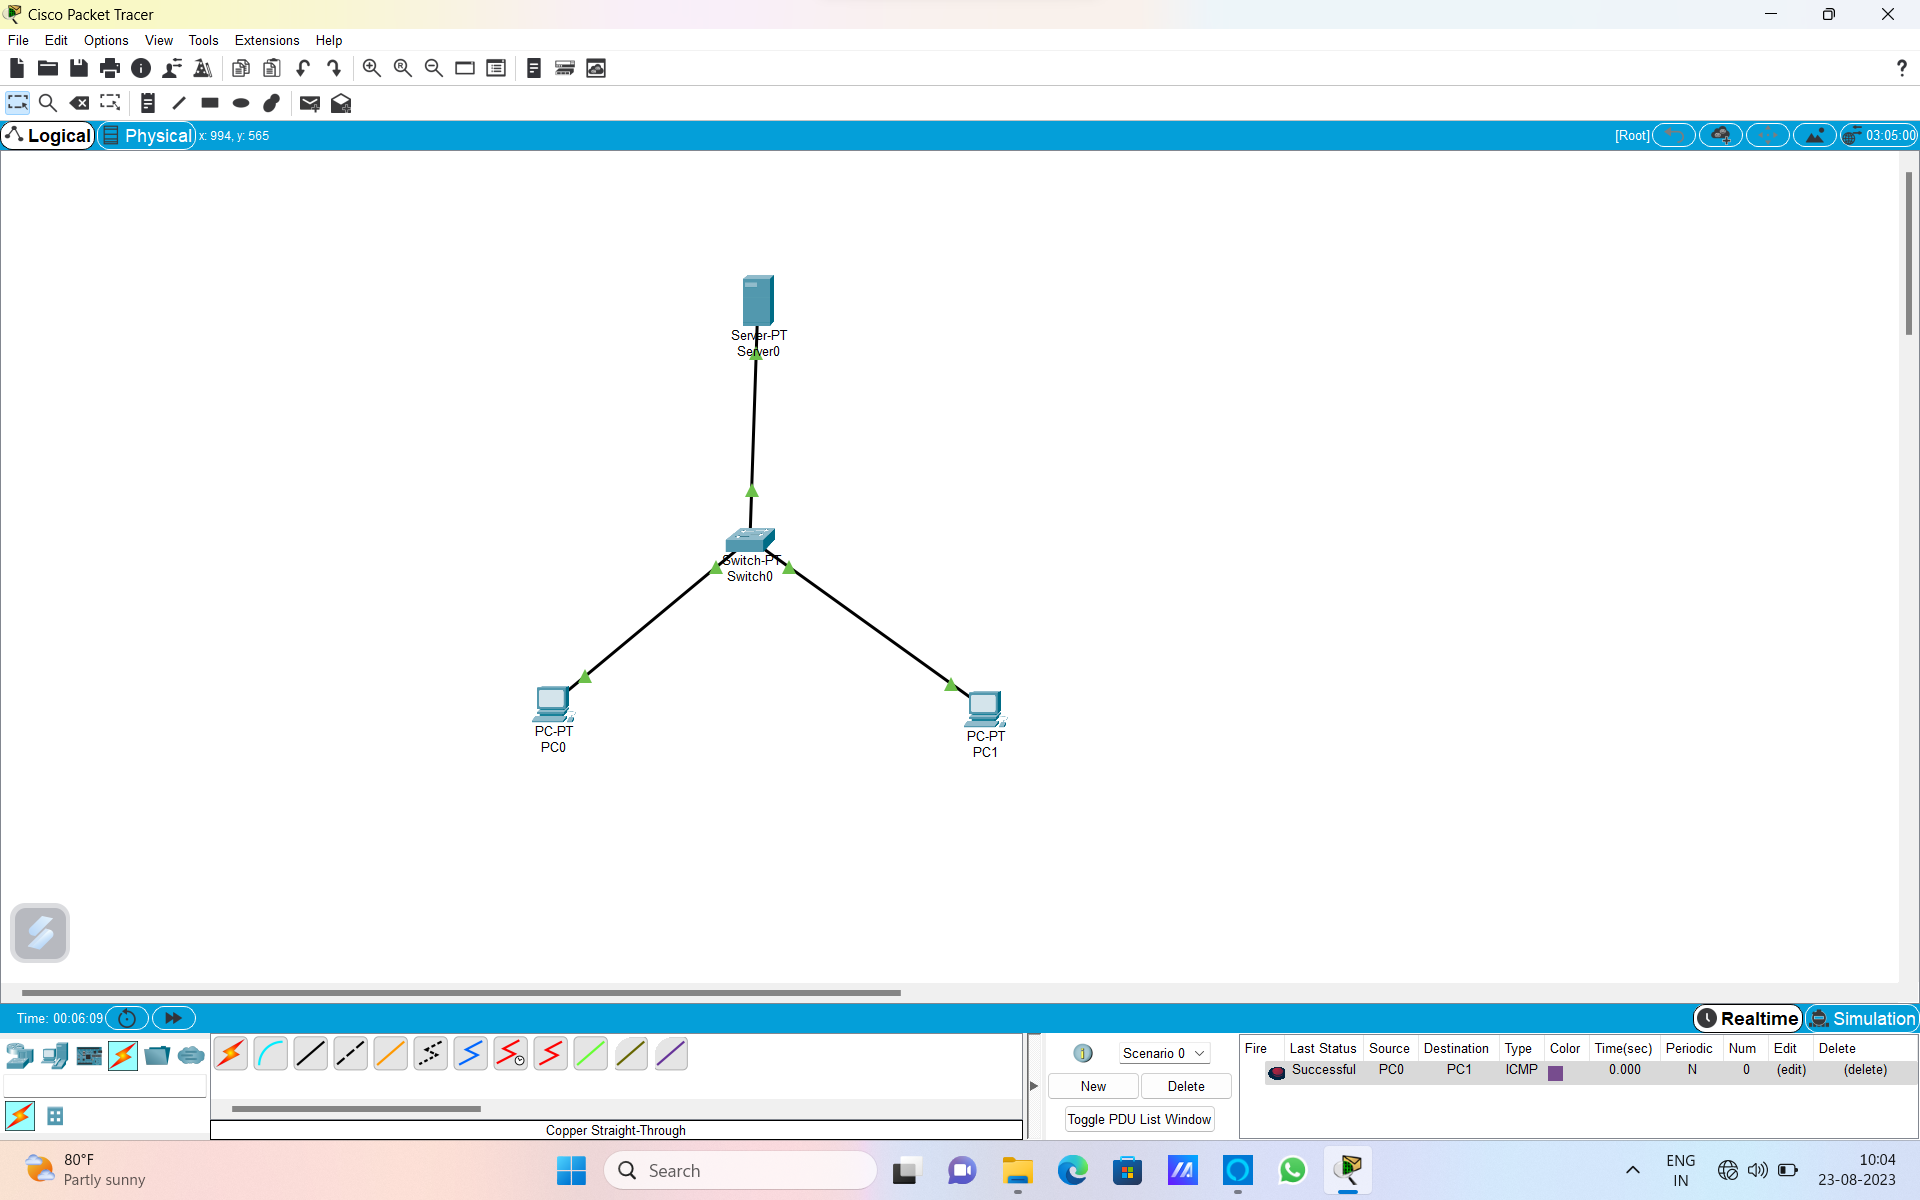 Cisco Packet Tracer
File Edit Options View Tools Extensions Help
?
Logical Physical x: 994, y: 565 [Root] 03:05:00
Server-PT
Server0
Switch-PT
Switch0
PC-PT
PC0
PC-PT
PC1
Time: 00:06:09 Realtime Simulation
Scenario 0
New Delete
Toggle PDU List Window
Fire Last Status Source Destination Type Color Time(sec) Periodic Num Edit Delete
Successful PC0 PC1 ICMP 0.000 N 0 (edit) (delete)
Copper Straight-Through
80°F
Partly sunny
Search
ENG
IN
10:04
23-08-2023